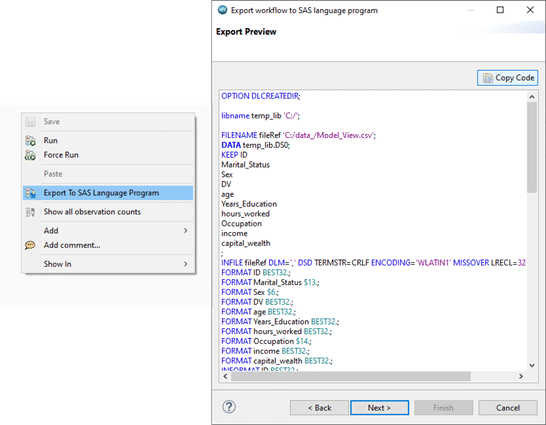 Save
Run
Force Run
Paste
Export To SAS Language Program
Show all observation counts
Add
Add comment...
Show In
Export workflow to SAS language program
Export Preview
Copy Code
OPTION DLCREATEDIR;
libname temp_lib 'C:/';
FILENAME fileRef 'C:/data_/Model_View.csv';
DATA temp_lib.DS0;
KEEP ID
Marital_Status
Sex
DV
age
Years_Education
hours_worked
Occupation
income
capital_wealth
;
INFILE fileRef DLM=',' DSD TERMSTR=CRLF ENCODING='WLATIN1' MISSOVER LRECL=32
FORMAT ID BEST32.;
FORMAT Marital_Status $13.;
FORMAT Sex $6.;
FORMAT DV BEST32.;
FORMAT age BEST32.;
FORMAT Years_Education BEST32.;
FORMAT hours_worked BEST32.;
FORMAT Occupation $14.;
FORMAT income BEST32.;
FORMAT capital_wealth BEST32.;
INFORMAT ID BEST32.;
< Back
Next >
Finish
Cancel